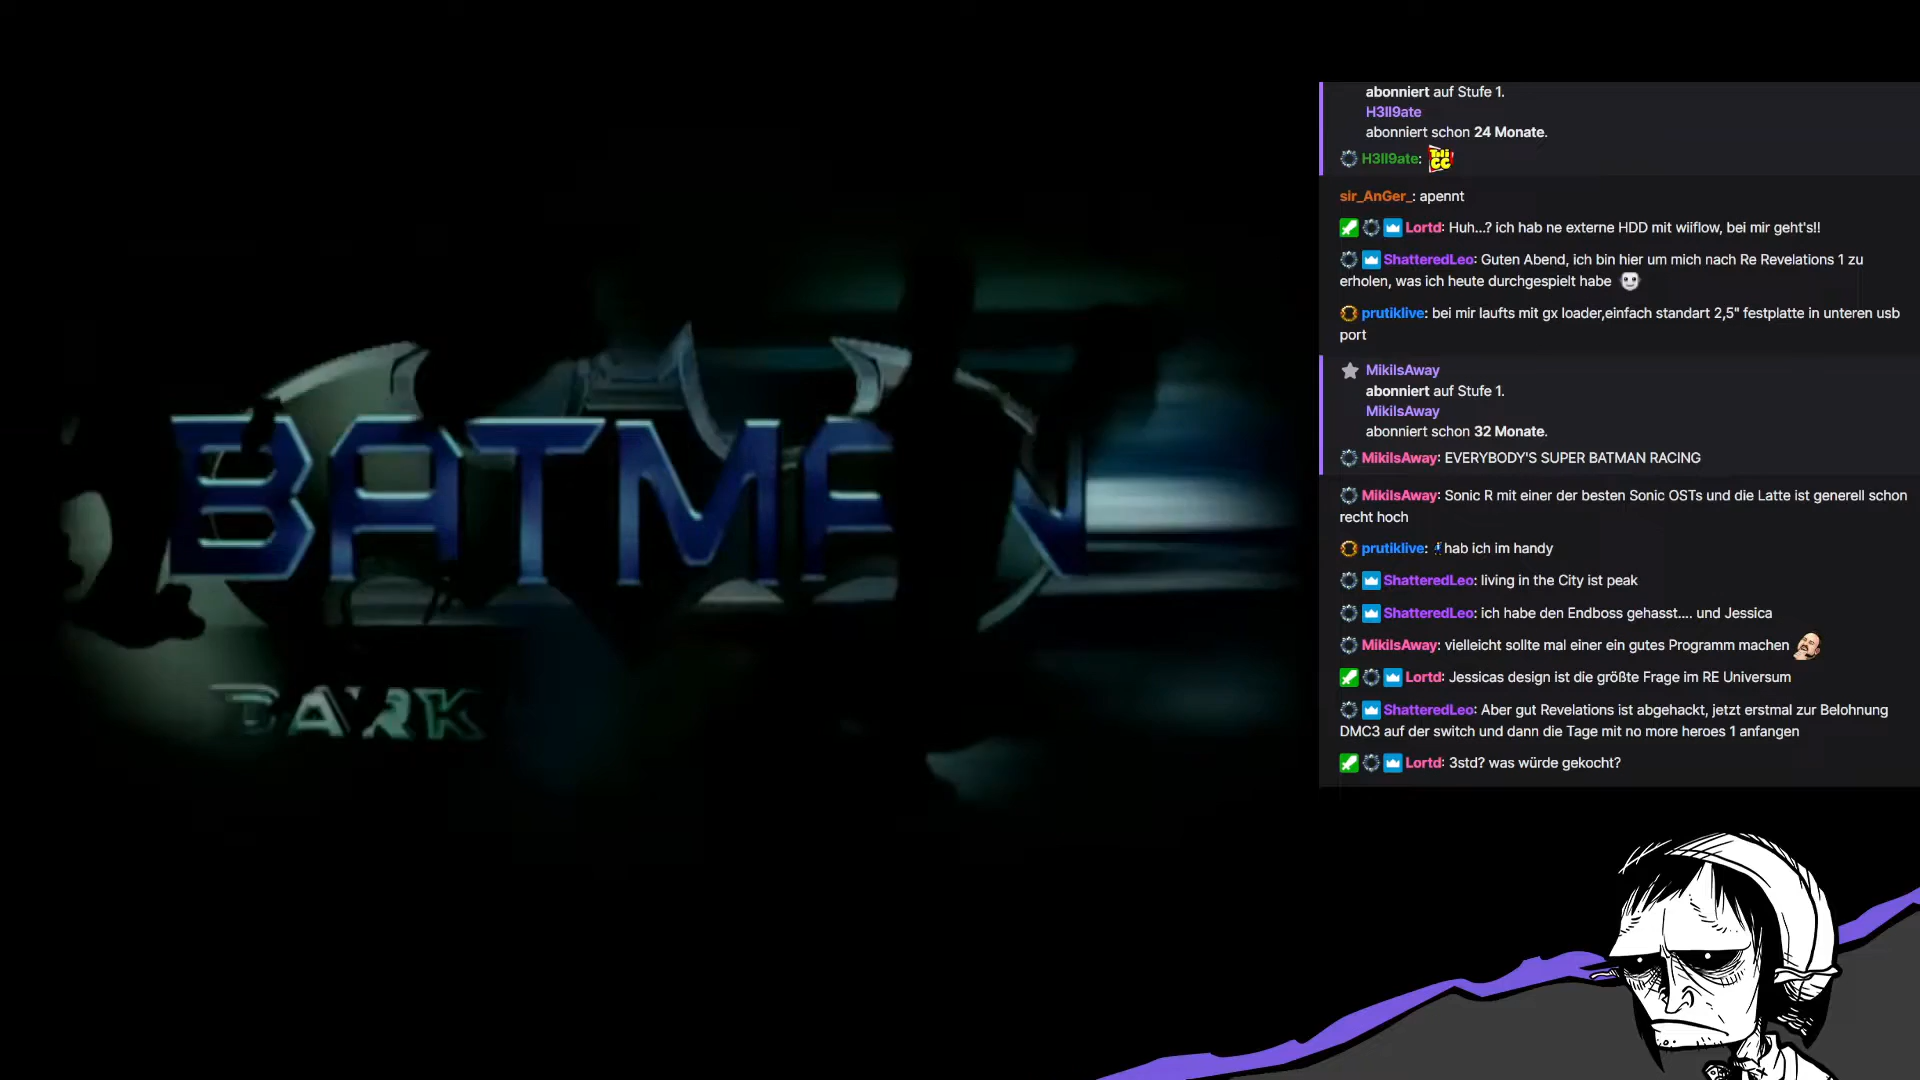 BATMAN
DARK
abonniert auf Stufe 1.
H3ll9ate
abonniert schon 24 Monate.
H3ll9ate:
sir_AnGer_: apennt
Lortd: Huh...? ich hab ne externe HDD mit wiiflow, bei mir geht's!!
ShatteredLeo: Guten Abend, ich bin hier um mich nach Re Revelations 1 zu
erholen, was ich heute durchgespielt habe
prutiklive: bei mir laufts mit gx loader,einfach standart 2,5" festplatte in unteren usb
port
MikiIsAway
abonniert auf Stufe 1.
MikiIsAway
abonniert schon 32 Monate.
MikiIsAway: EVERYBODY'S SUPER BATMAN RACING
MikiIsAway: Sonic R mit einer der besten Sonic OSTs und die Latte ist generell schon
recht hoch
prutiklive: hab ich im handy
ShatteredLeo: living in the City ist peak
ShatteredLeo: ich habe den Endboss gehasst.... und Jessica
MikiIsAway: vielleicht sollte mal einer ein gutes Programm machen
Lortd: Jessicas design ist die größte Frage im RE Universum
ShatteredLeo: Aber gut Revelations ist abgehackt, jetzt erstmal zur Belohnung
DMC3 auf der switch und dann die Tage mit no more heroes 1 anfangen
Lortd: 3std? was würde gekocht?